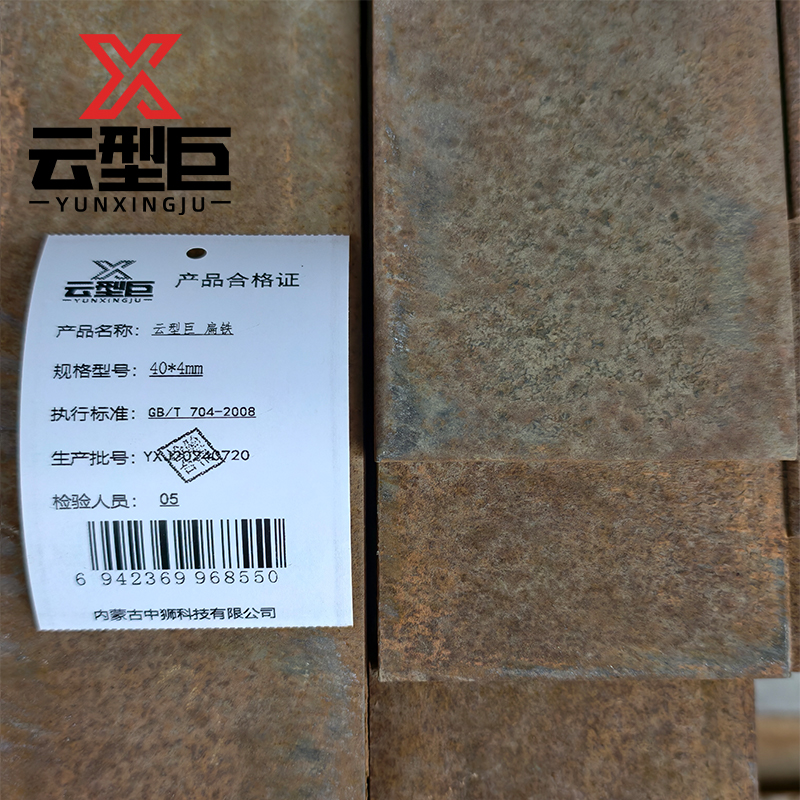 云型巨
YUNXINGJU
云型巨
YUNXINGJU
产品合格证
产品名称: 云型巨 扁铁
规格型号: 40*4mm
执行标准: GB/T 704-2008
生产批号: YXJ20240720
检验人员: 05
6 942369 968550
内蒙古中狮科技有限公司